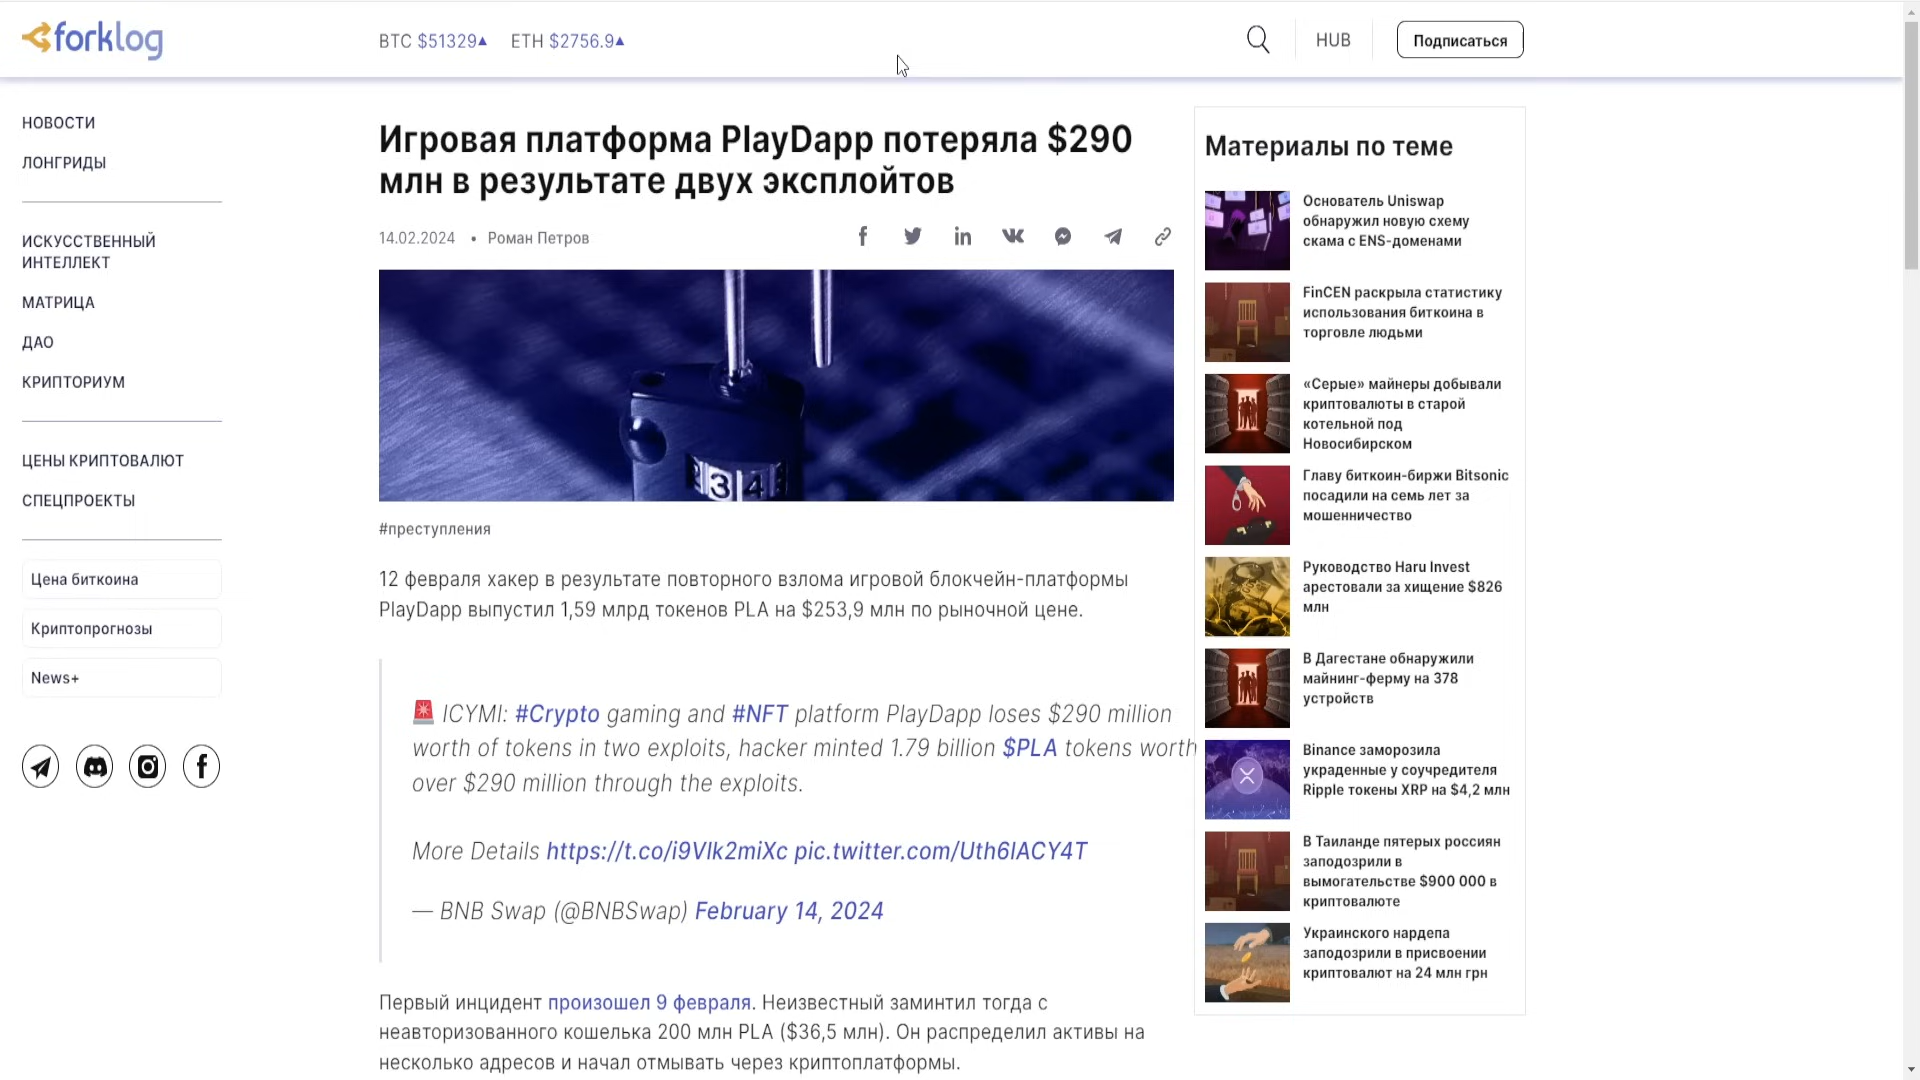 forklog
BTC $51329▲ ETH $2756.9▲
HUB
Подписаться
НОВОСТИ
ЛОНГРИДЫ
ИСКУССТВЕННЫЙ
ИНТЕЛЛЕКТ
МАТРИЦА
ДАО
КРИПТОРИУМ
ЦЕНЫ КРИПТОВАЛЮТ
СПЕЦПРОЕКТЫ
Цена биткоина
Криптопрогнозы
News+
Игровая платформа PlayDapp потеряла $290
млн в результате двух эксплойтов
14.02.2024 • Роман Петров
34
#преступления
12 февраля хакер в результате повторного взлома игровой блокчейн-платформы
PlayDapp выпустил 1,59 млрд токенов PLA на $253,9 млн по рыночной цене.
🚨 ICYMI: #Crypto gaming and #NFT platform PlayDapp loses $290 million
worth of tokens in two exploits, hacker minted 1.79 billion $PLA tokens worth
over $290 million through the exploits.
More Details https://t.co/i9VIk2miXc pic.twitter.com/Uth6IACY4T
— BNB Swap (@BNBSwap) February 14, 2024
Первый инцидент произошел 9 февраля. Неизвестный заминтил тогда с
неавторизованного кошелька 200 млн PLA ($36,5 млн). Он распределил активы на
несколько адресов и начал отмывать через криптоплатформы.
Материалы по теме
Основатель Uniswap
обнаружил новую схему
скама с ENS-доменами
FinCEN раскрыла статистику
использования биткоина в
торговле людьми
«Серые» майнеры добывали
криптовалюты в старой
котельной под
Новосибирском
Главу биткоин-биржи Bitsonic
посадили на семь лет за
мошенничество
Руководство Haru Invest
арестовали за хищение $826
млн
В Дагестане обнаружили
майнинг-ферму на 378
устройств
Binance заморозила
украденные у соучредителя
Ripple токены XRP на $4,2 млн
В Таиланде пятерых россиян
заподозрили в
вымогательстве $900 000 в
криптовалюте
Украинского нардепа
заподозрили в присвоении
криптовалют на 24 млн грн